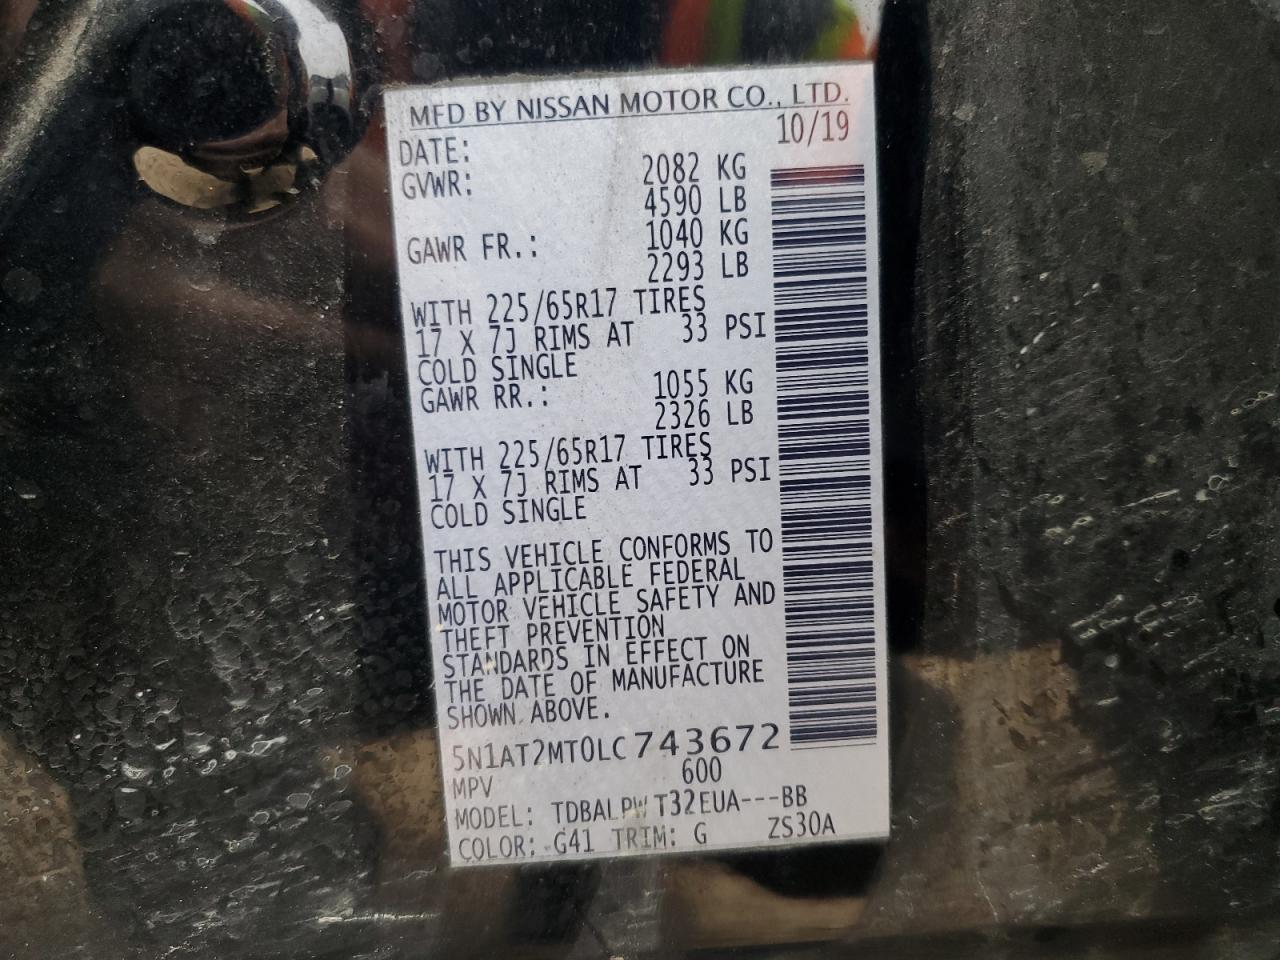 MFD BY NISSAN MOTOR CO., LTD.
DATE: 10/19
GVWR: 2082 KG
4590 LB
GAWR FR.: 1040 KG
2293 LB
WITH 225/65R17 TIRES
17 X 7J RIMS AT 33 PSI
COLD SINGLE
GAWR RR.: 1055 KG
2326 LB
WITH 225/65R17 TIRES
17 X 7J RIMS AT 33 PSI
COLD SINGLE
THIS VEHICLE CONFORMS TO
ALL APPLICABLE FEDERAL
MOTOR VEHICLE SAFETY AND
THEFT PREVENTION
STANDARDS IN EFFECT ON
THE DATE OF MANUFACTURE
SHOWN ABOVE.
5N1AT2MT0LC743672
MPV 600
MODEL: TDBALPW T32EUA---BB
COLOR: G41 TRIM: G ZS30A